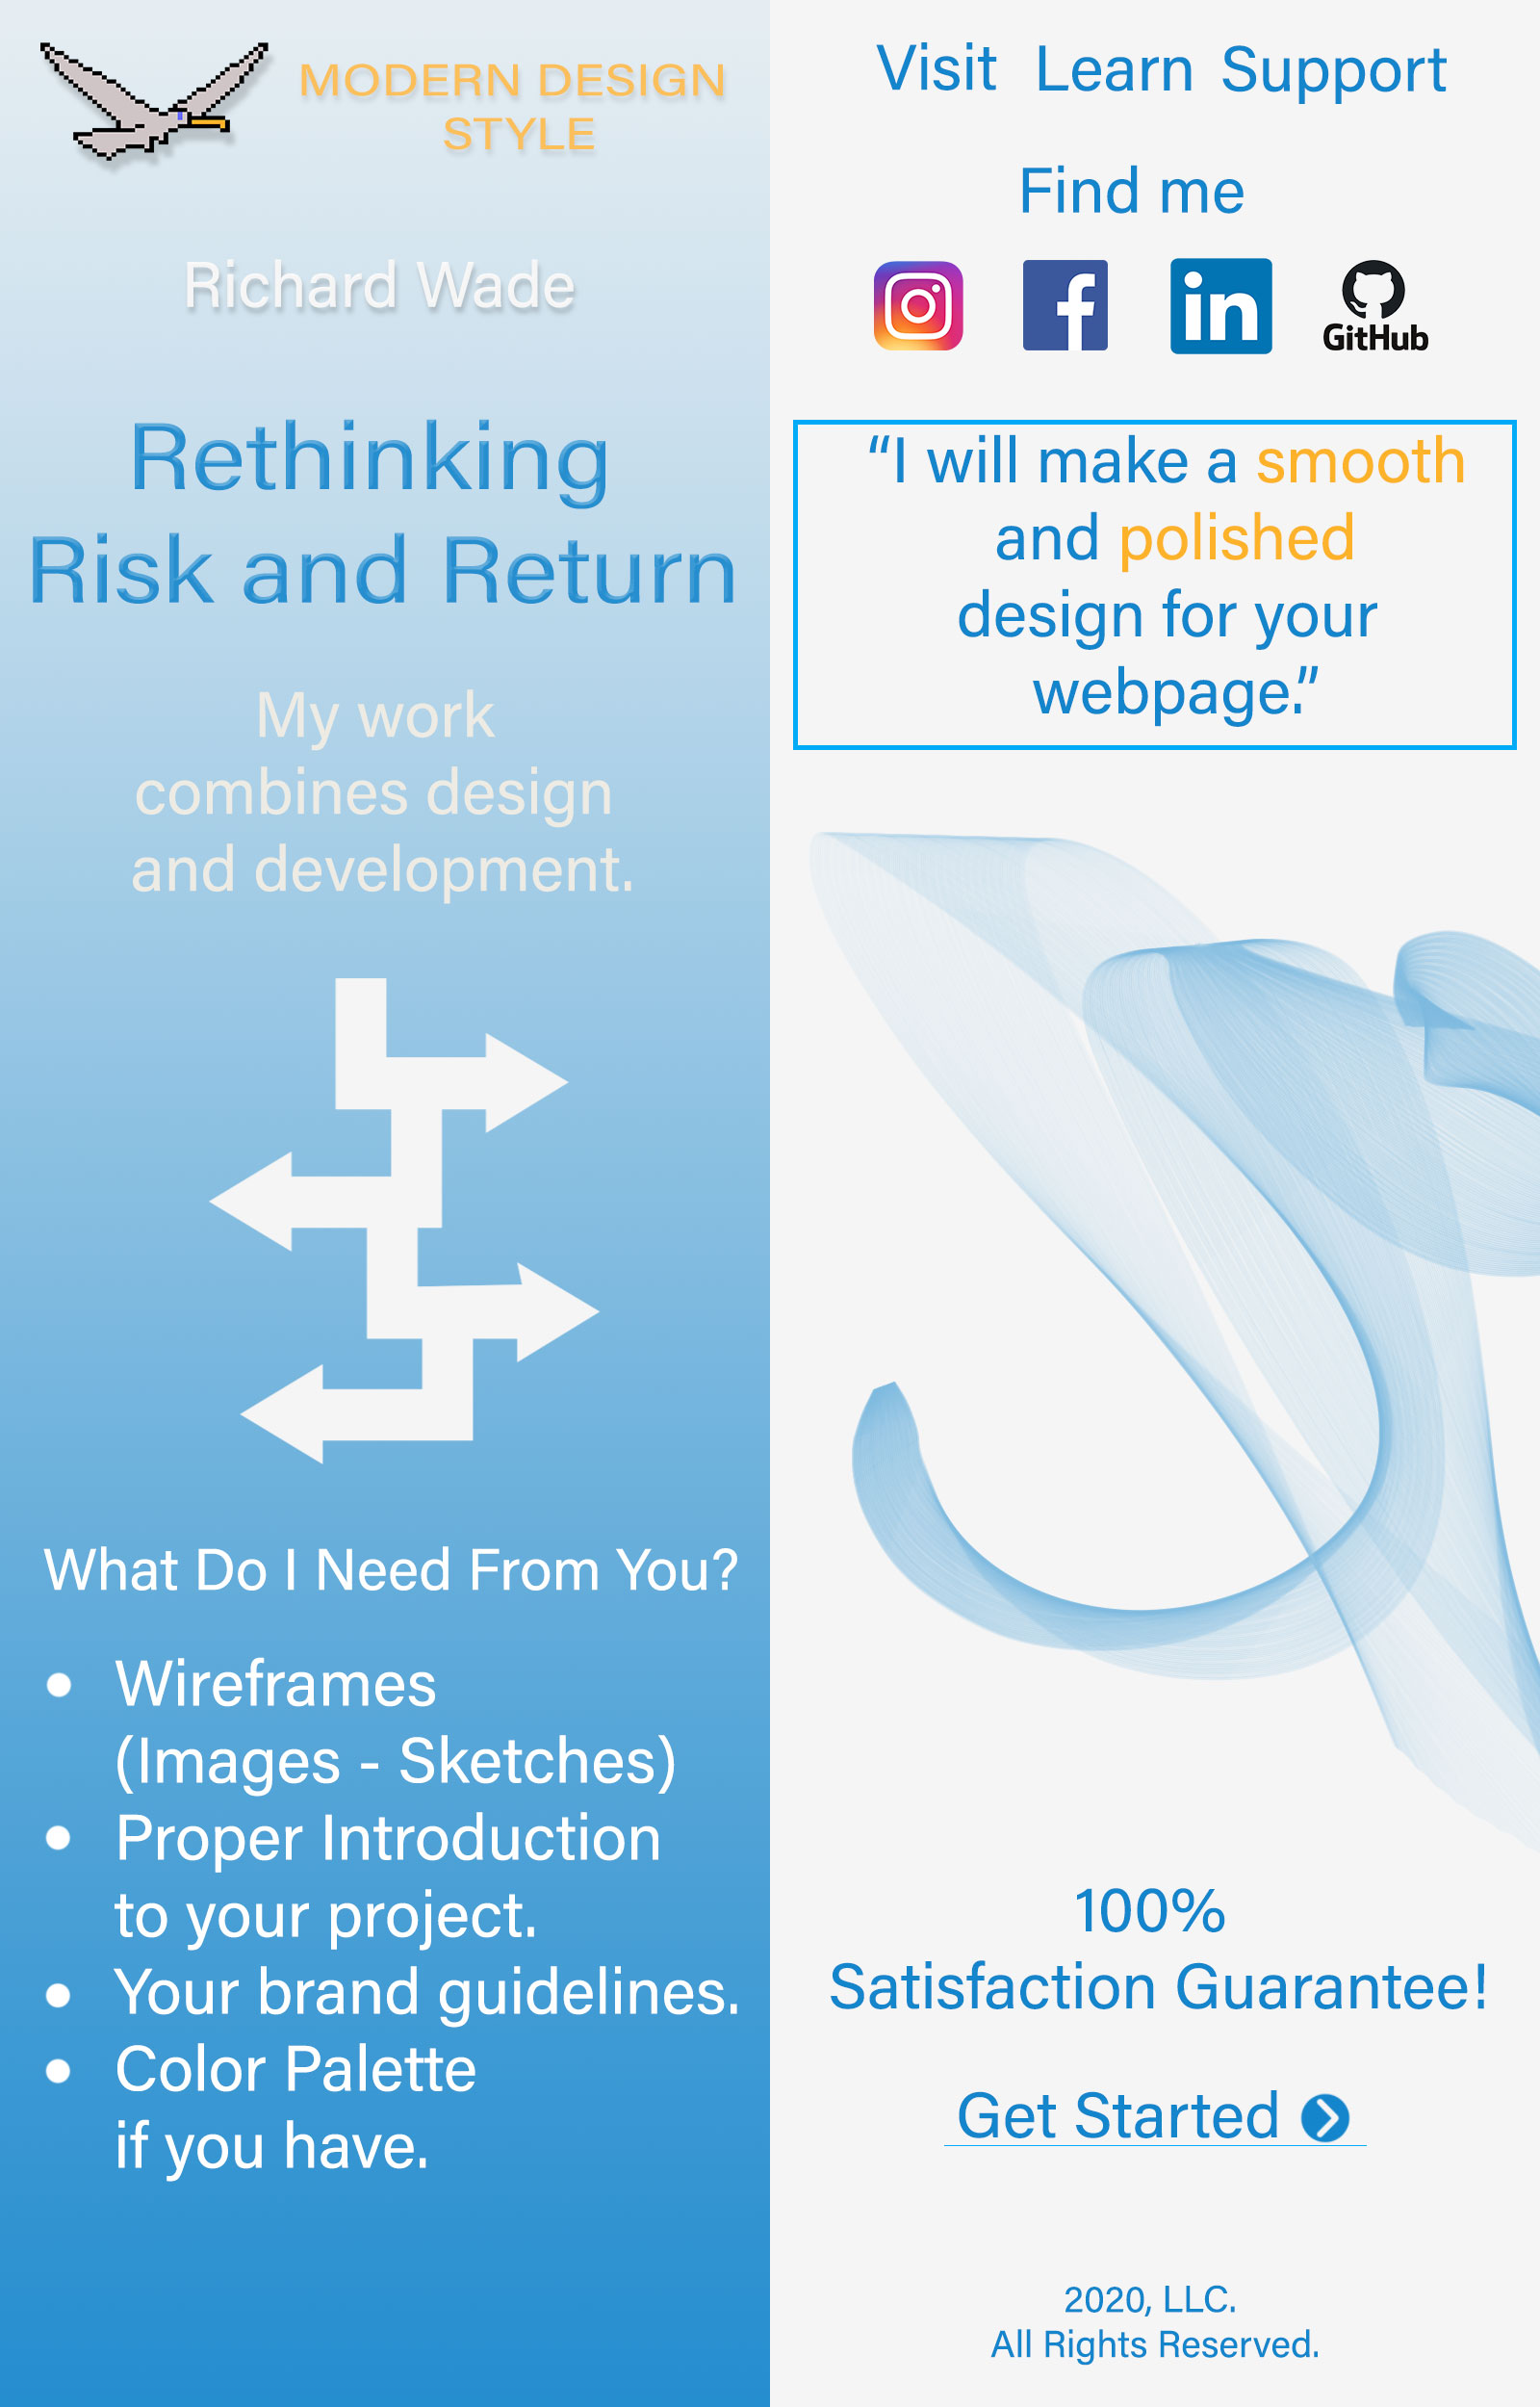 MODERN DESIGN
STYLE
Richard Wade
Rethinking
Risk and Return
My work
combines design
and development.
What Do I Need From You?
• Wireframes
(Images - Sketches)
• Proper Introduction
to your project.
• Your brand guidelines.
• Color Palette
if you have.
Visit Learn Support
Find me
GitHub
“I will make a smooth
and polished
design for your
webpage.”
100%
Satisfaction Guarantee!
Get Started
2020, LLC.
All Rights Reserved.